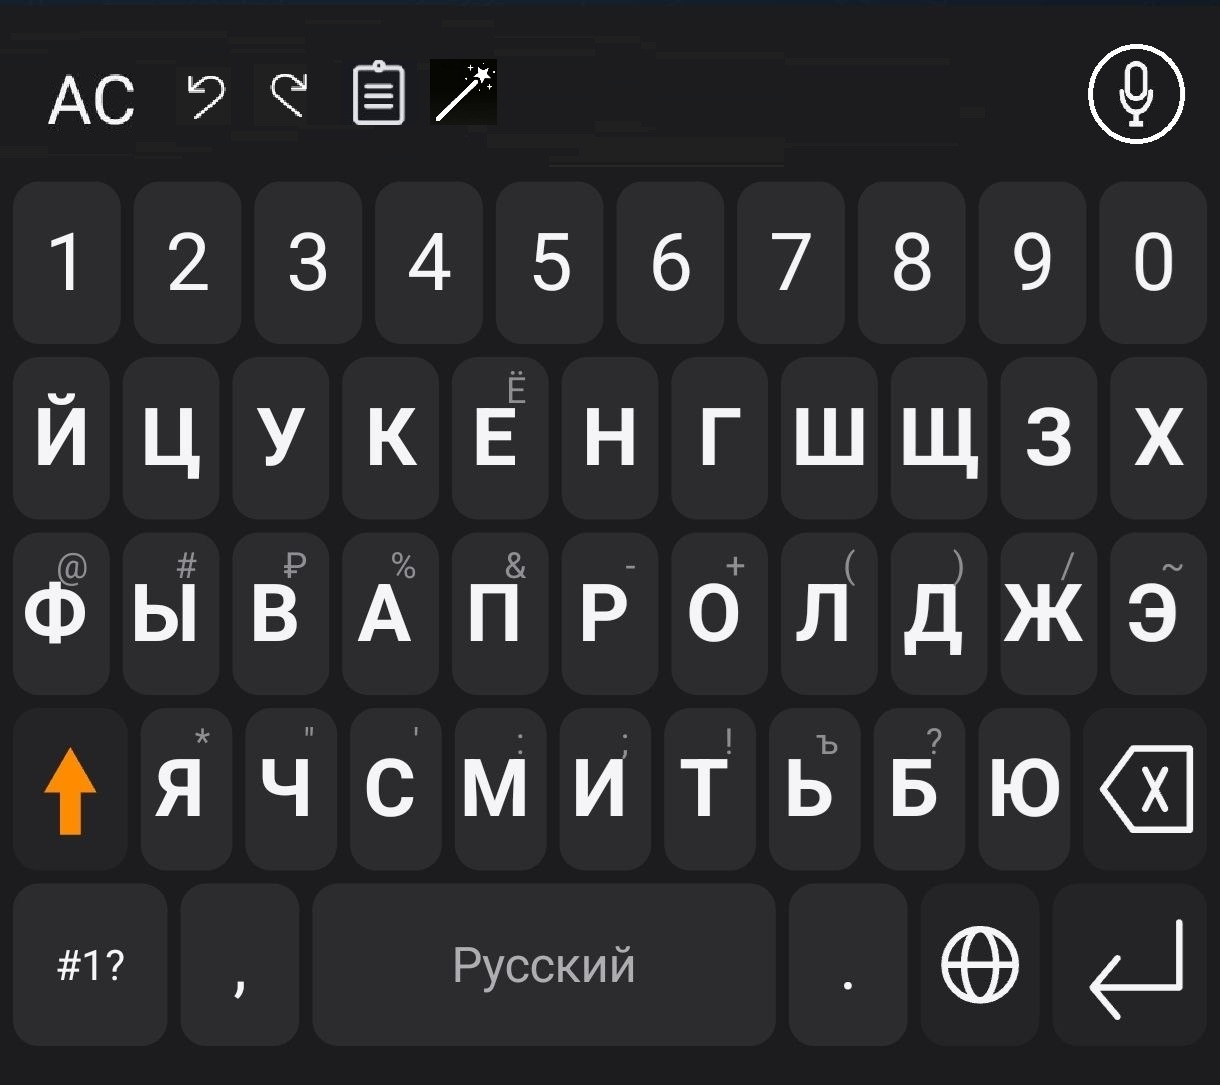 AC
1 2 3 4 5 6 7 8 9 0
Ё
Й Ц У К Е Н Г Ш Щ З Х
@ # ₽ % & - + ( ) / ~
Ф Ы В А П Р О Л Д Ж Э
* " ' : ; ! ъ ?
Я Ч С М И Т Ь Б Ю X
#1? , Русский .